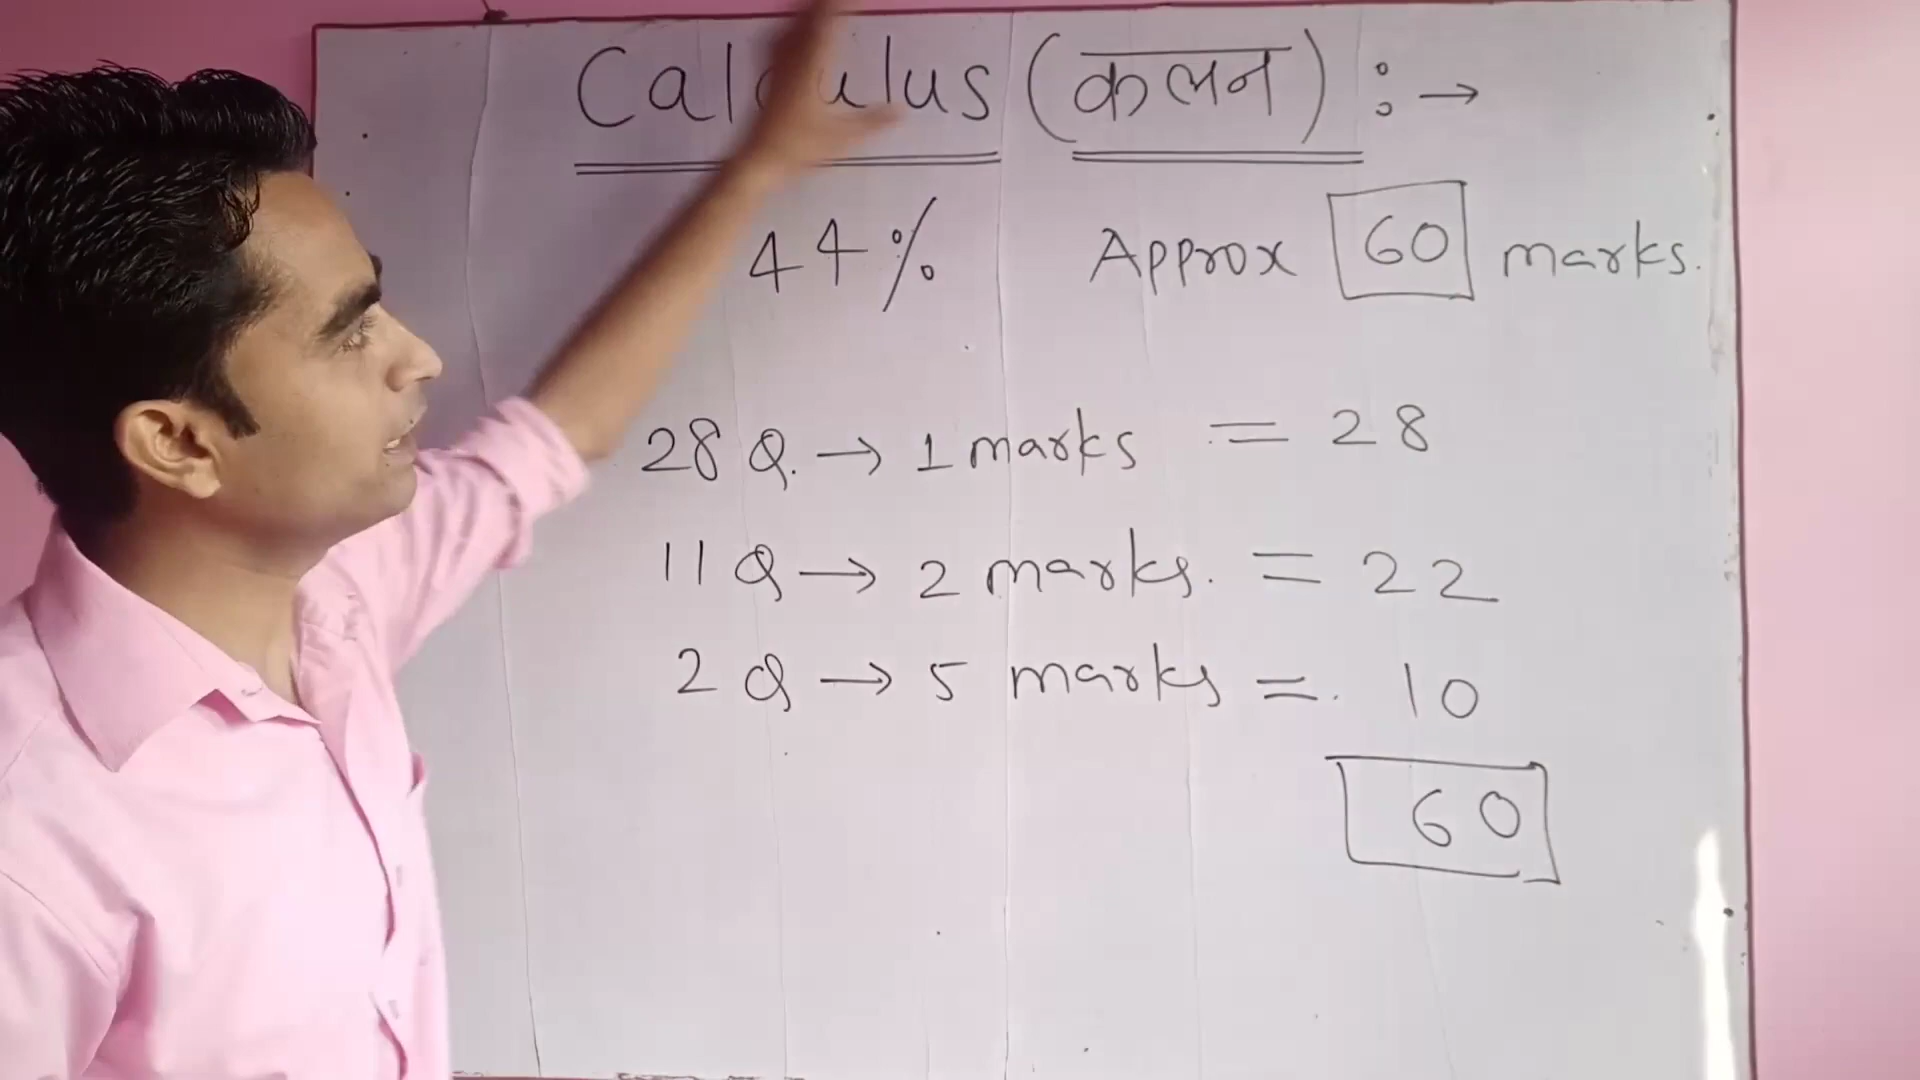 Calculus (कलन) : →
44% Approx 60 marks.
28 Q. → 1 marks = 28
11 Q → 2 marks. = 22
2 Q → 5 marks = 10
60